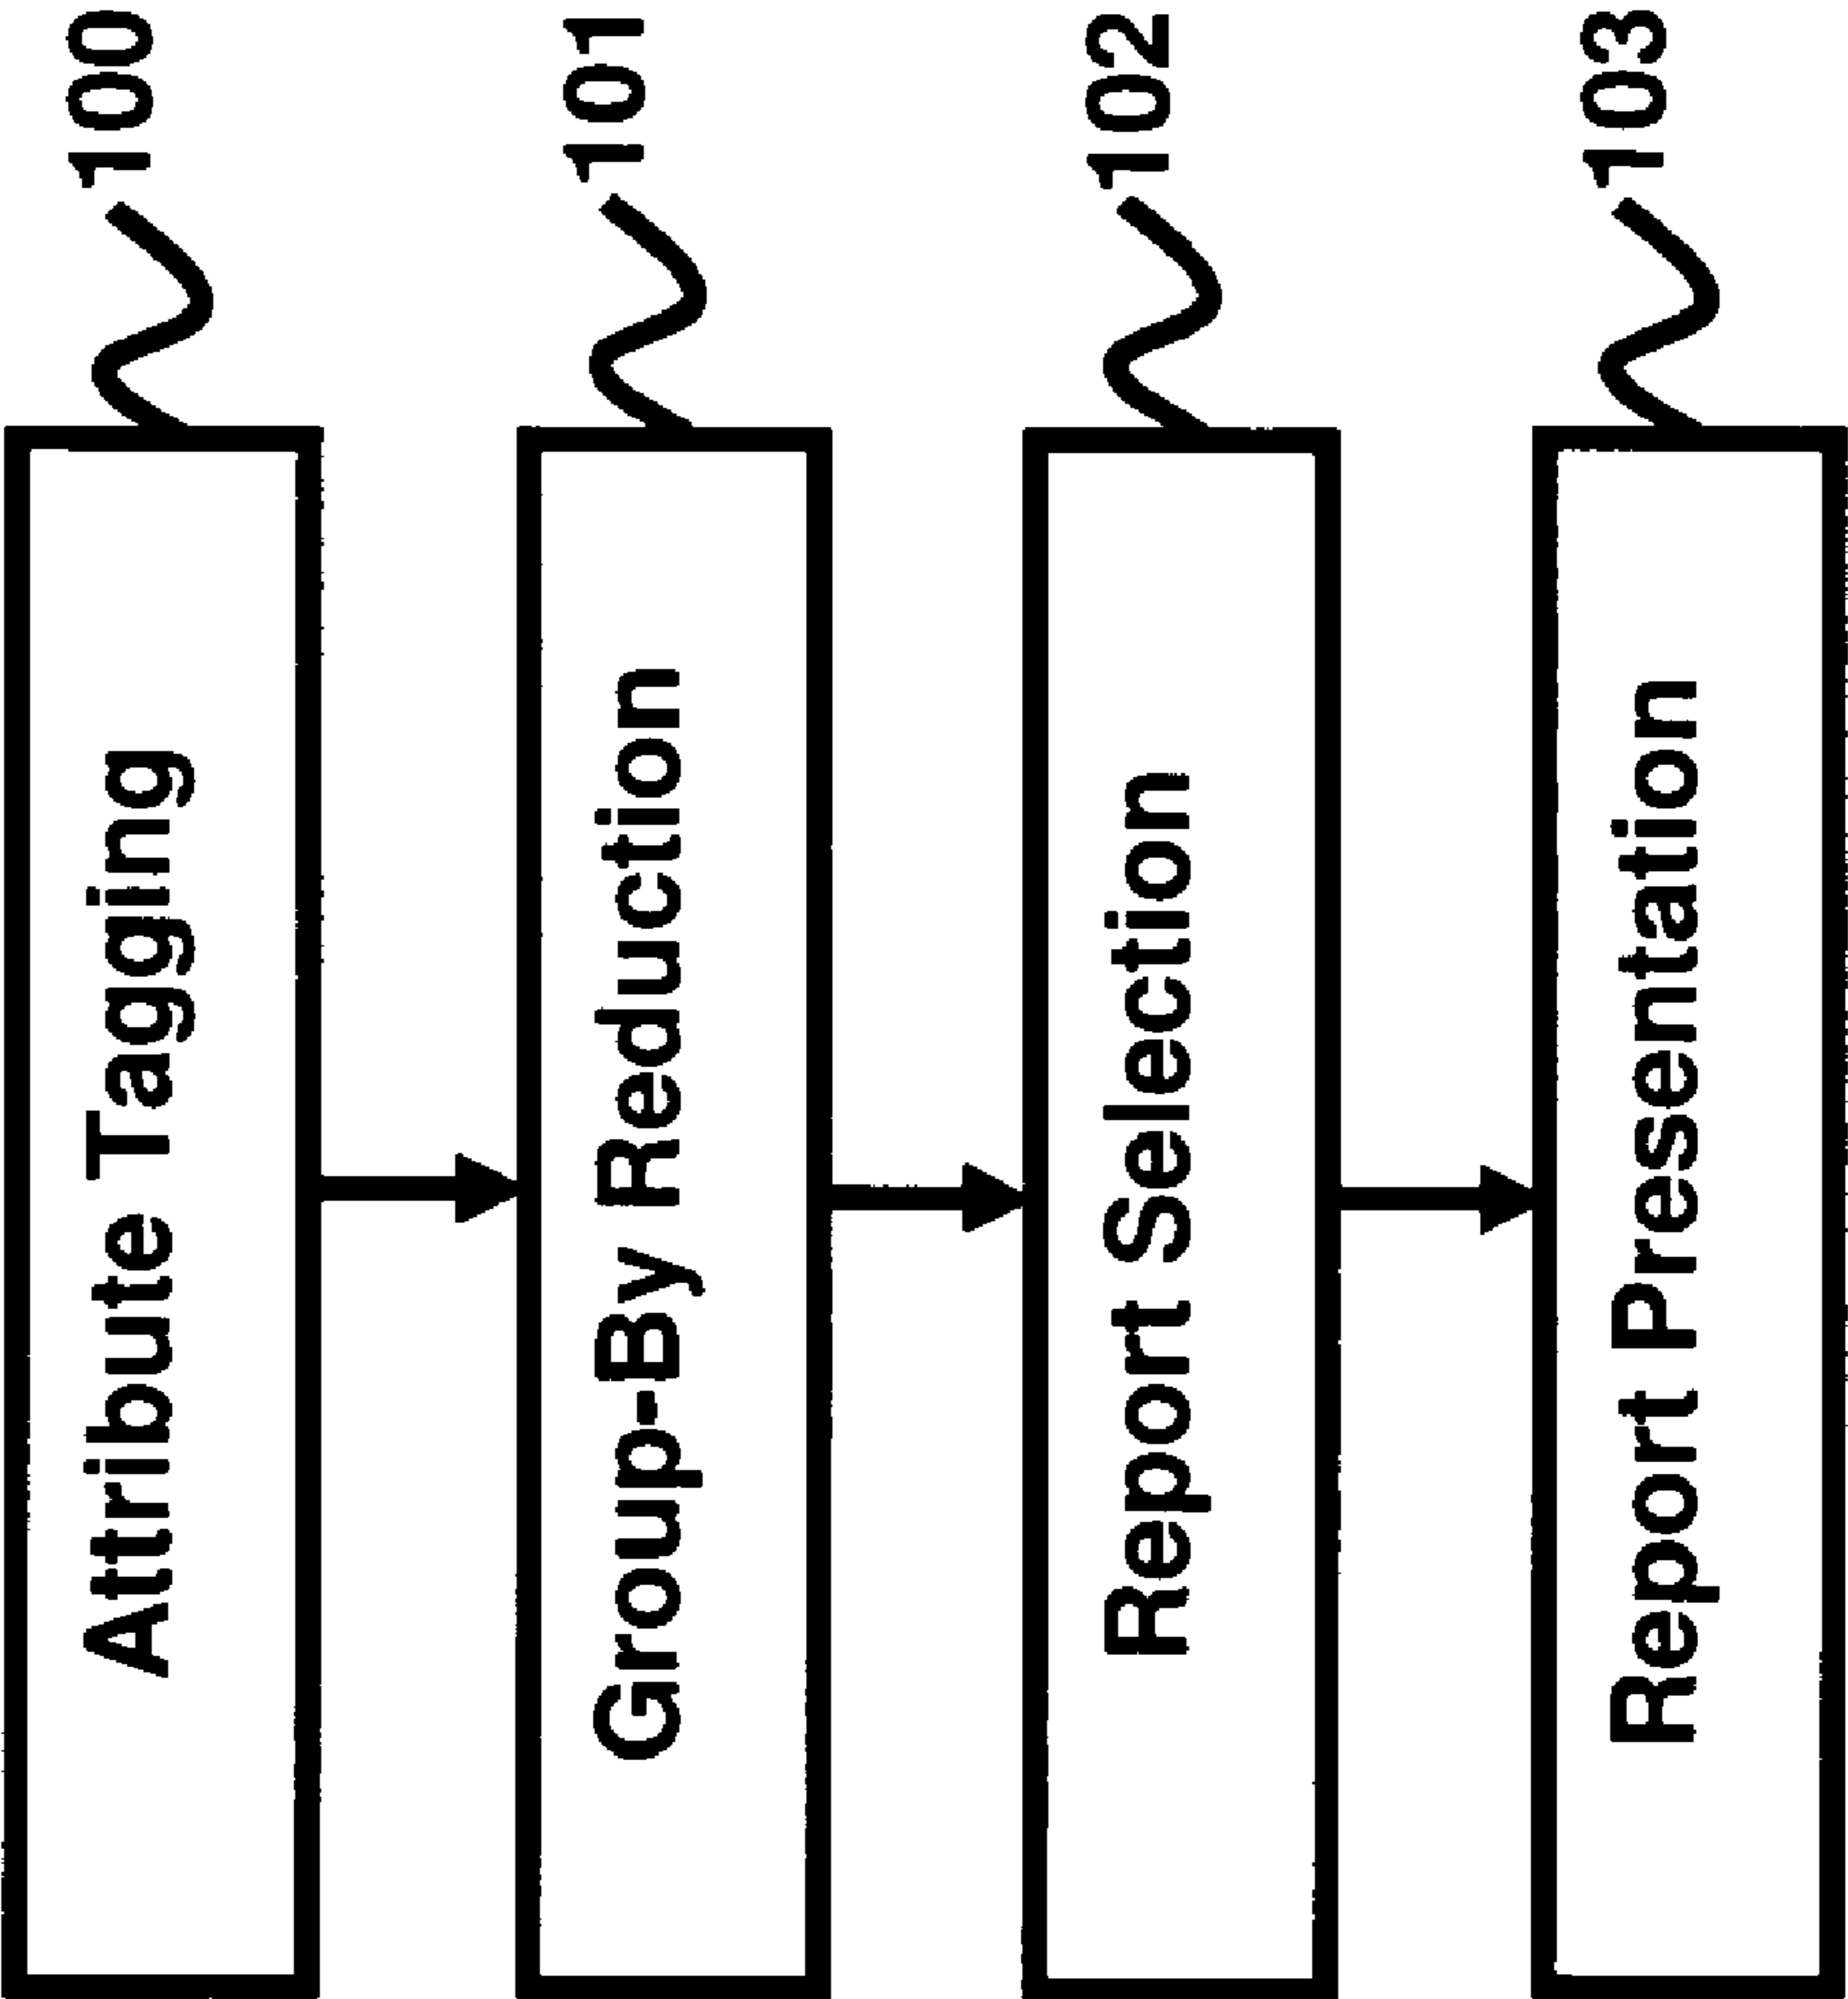 Attribute Tagging
100
Group-By Reduction
101
Report Selection
102
Report Presentation
103